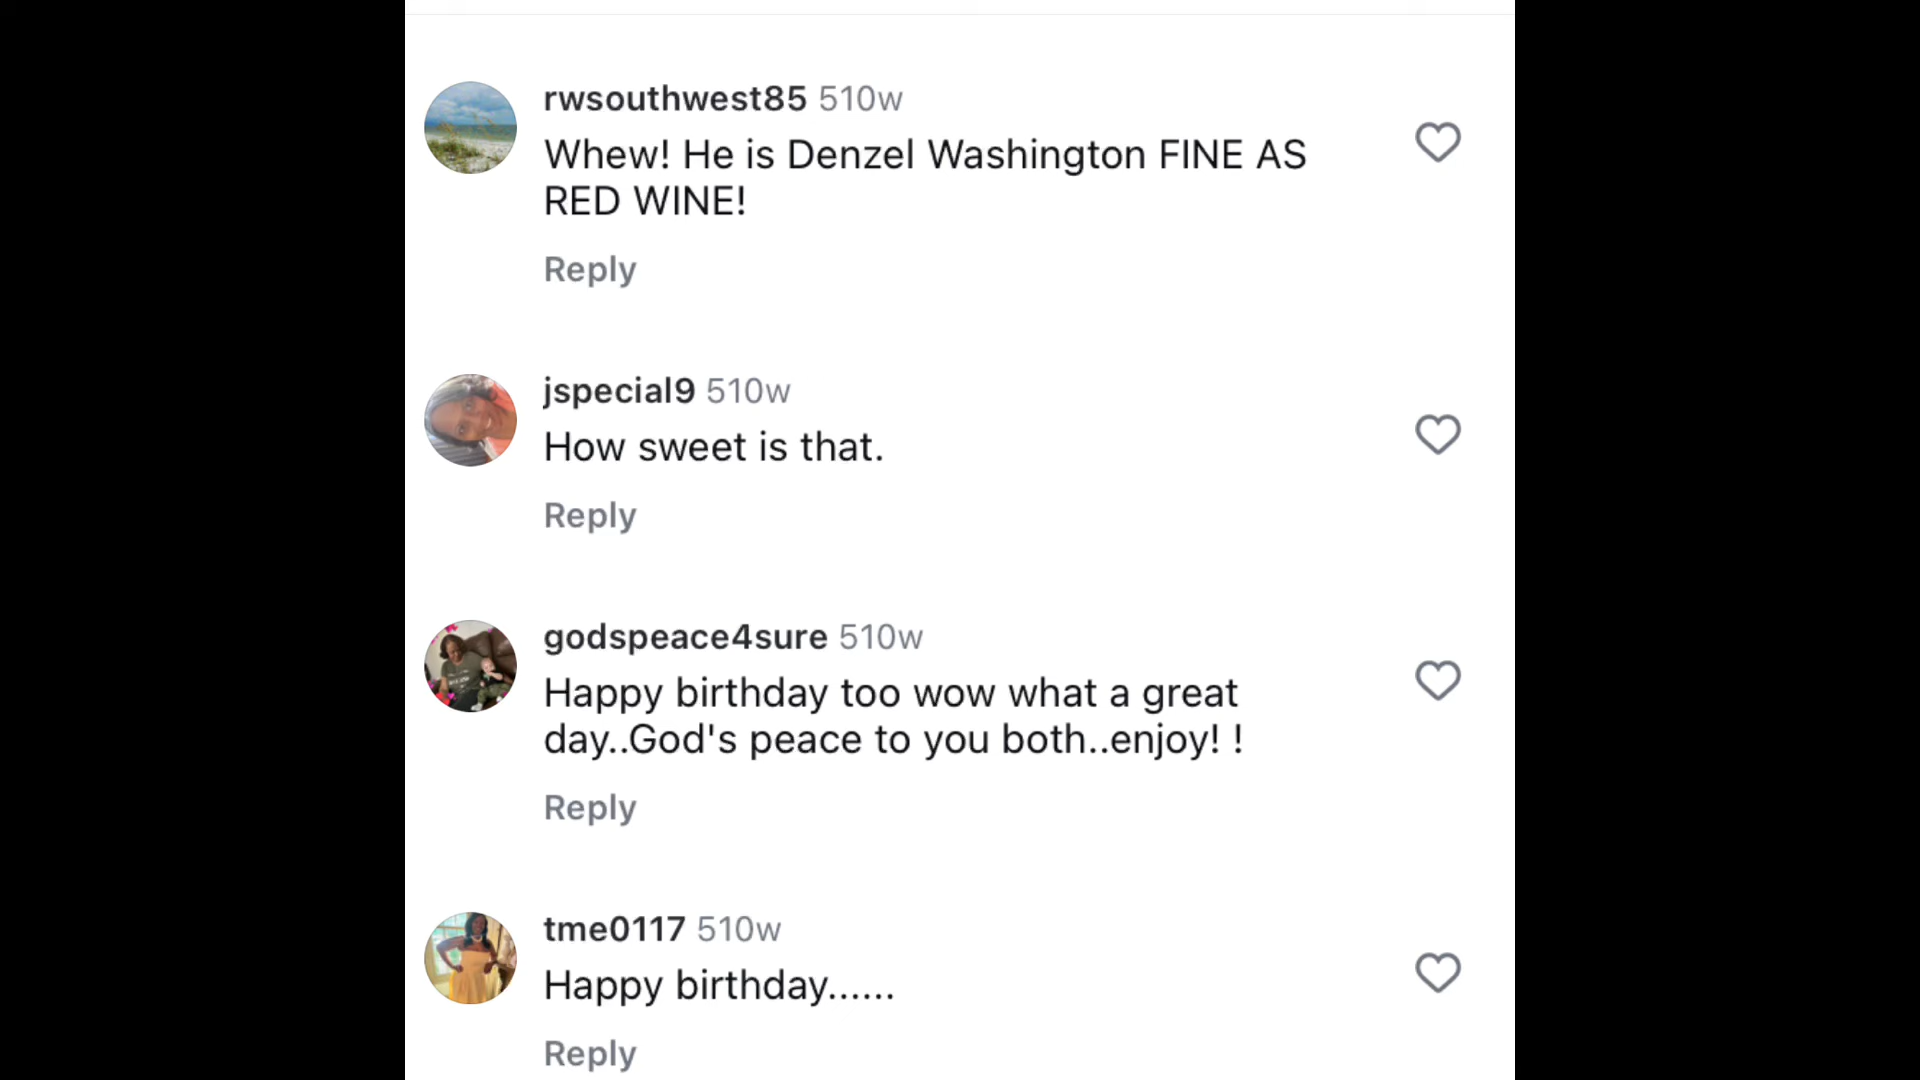 rwsouthwest85 510w
Whew! He is Denzel Washington FINE AS
RED WINE!
Reply
jspecial9 510w
How sweet is that.
Reply
godspeace4sure 510w
Happy birthday too wow what a great
day..God's peace to you both..enjoy! !
Reply
tme0117 510w
Happy birthday......
Reply